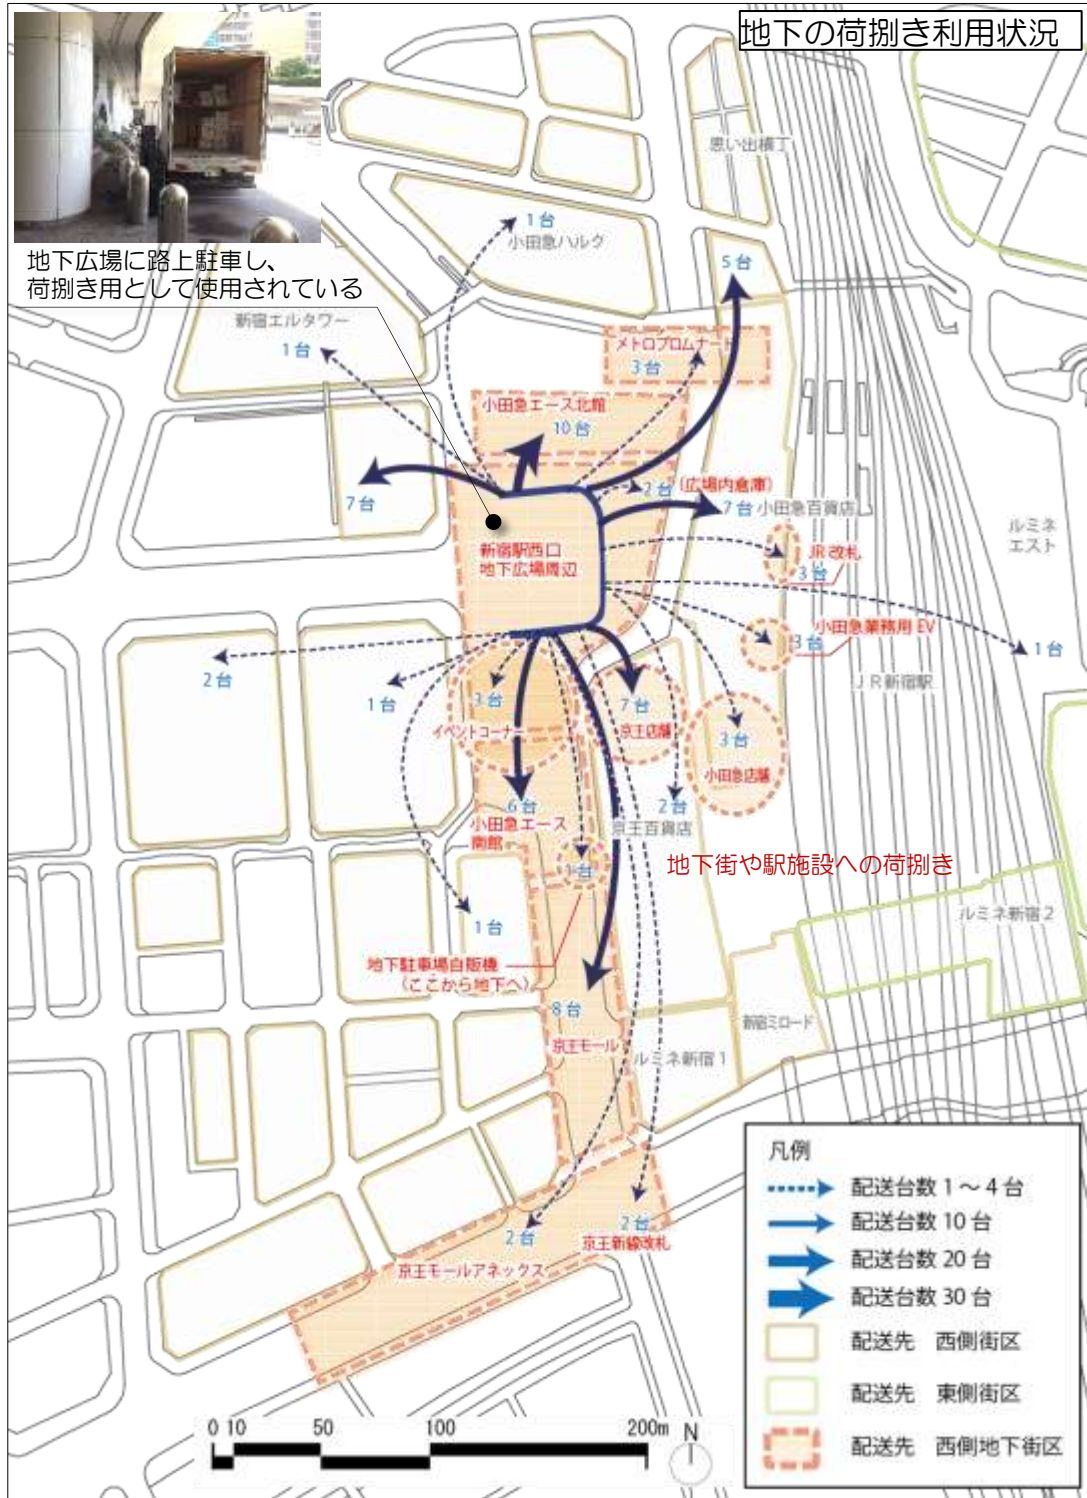 地下の荷捌き利用状況
思い出横丁
1台
小田急ハルク
地下広場に路上駐車し、
荷捌き用として使用されている
5台
新宿エルタワー
1台
メトロプロムナード
3台
小田急エース北館
10台
7台
2台
(広場内倉庫)
7台
小田急百貨店
ルミネ
エスト
新宿駅西口
地下広場周辺
JR改札
3台
小田急業務用EV
3台
1台
2台
1台
3台
イベントコーナー
7台
京王店舗
JR新宿駅
3台
小田急店舗
6台
小田急エース
南館
2台
京王百貨店
1台
地下街や駅施設への荷捌き
1台
ルミネ新宿2
地下駐車場自販機
(ここから地下へ)
8台
京王モール
新宿ミロード
ルミネ新宿1
2台
京王モールアネックス
2台
京王新線改札
凡例
配送台数 1～4台
配送台数 10台
配送台数 20台
配送台数 30台
配送先 西側街区
配送先 東側街区
配送先 西側地下街区
0 10 50 100 200m
N